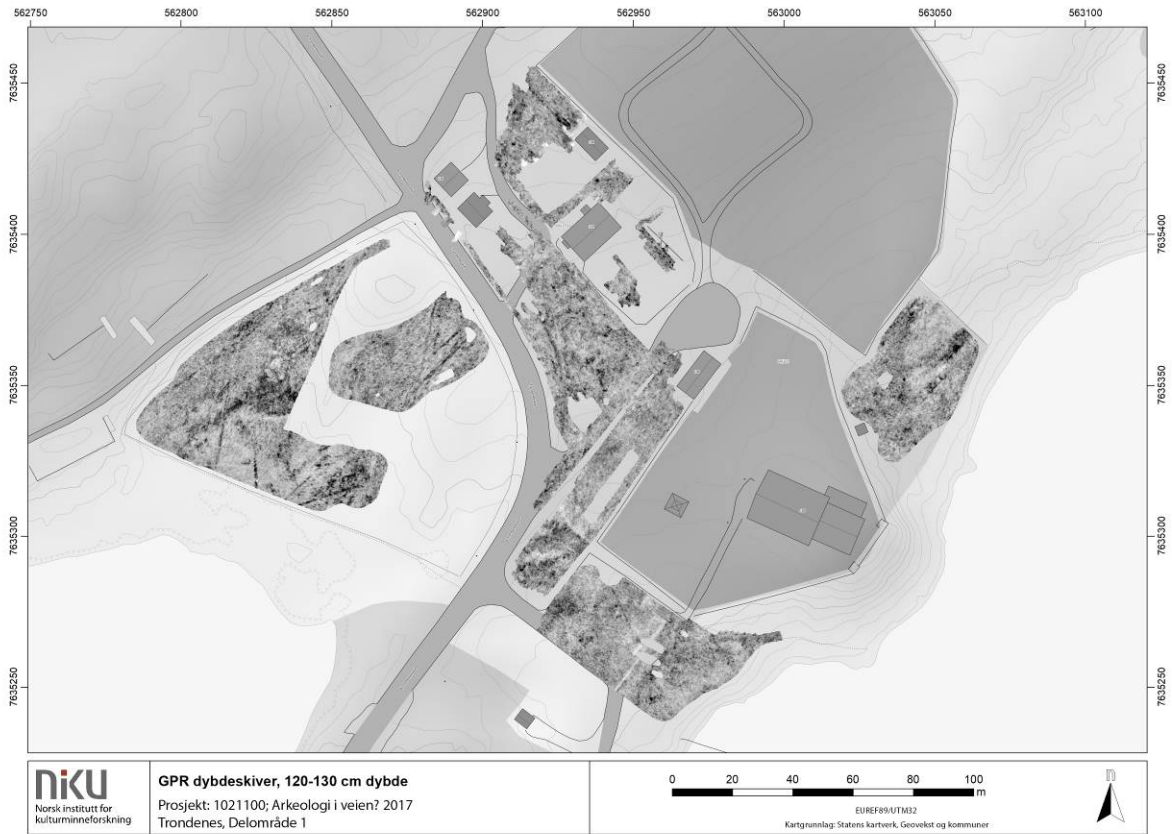 562750 562800 562850 562900 562950 563000 563050 563100
7635450 7635450
7635400 7635400
7635350 7635350
7635300 7635300
7635250 7635250
niku
Norsk institutt for
kulturminneforskning
GPR dybdeskiver, 120-130 cm dybde
Prosjekt: 1021100; Arkeologi i veien? 2017
Trondenes, Delområde 1
0 20 40 60 80 100
m
EUREF89/UTM32
Kartgrunnlag: Statens kartverk, Geovekst og kommuner
n